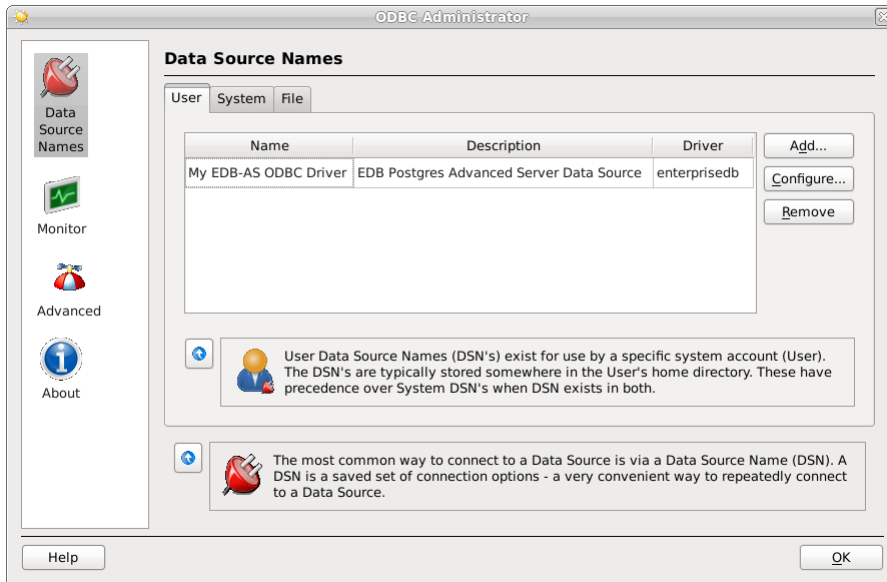 ODBC Administrator
Data
Source
Names
Monitor
Advanced
About
Data Source Names
User System File
Name Description Driver
My EDB-AS ODBC Driver EDB Postgres Advanced Server Data Source enterprisedb
Add...
Configure...
Remove
User Data Source Names (DSN's) exist for use by a specific system account (User).
The DSN's are typically stored somewhere in the User's home directory. These have
precedence over System DSN's when DSN exists in both.
The most common way to connect to a Data Source is via a Data Source Name (DSN). A
DSN is a saved set of connection options - a very convenient way to repeatedly connect
to a Data Source.
Help OK